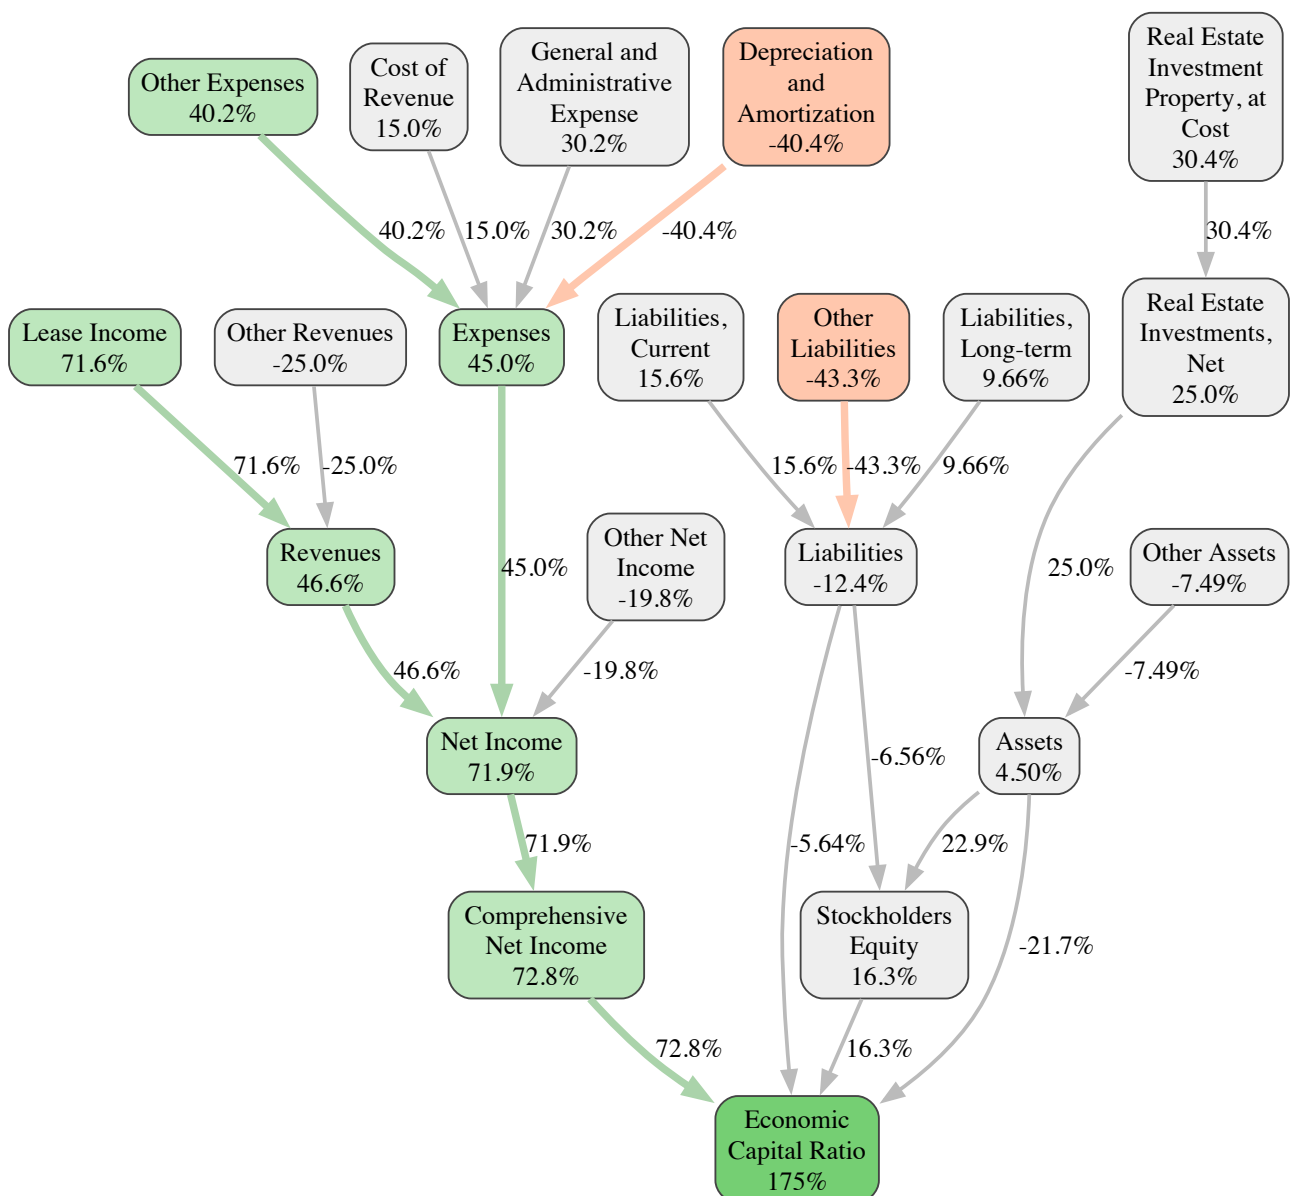 Other Expenses
40.2%
Cost of
Revenue
15.0%
General and
Administrative
Expense
30.2%
Depreciation
and
Amortization
-40.4%
Real Estate
Investment
Property, at
Cost
30.4%
40.2%
15.0%
30.2%
-40.4%
30.4%
Lease Income
71.6%
Other Revenues
-25.0%
Expenses
45.0%
Liabilities,
Current
15.6%
Other
Liabilities
-43.3%
Liabilities,
Long-term
9.66%
Real Estate
Investments,
Net
25.0%
71.6%
-25.0%
15.6%
-43.3%
9.66%
Revenues
46.6%
45.0%
Other Net
Income
-19.8%
Liabilities
-12.4%
25.0%
Other Assets
-7.49%
46.6%
-19.8%
-7.49%
Net Income
71.9%
-6.56%
Assets
4.50%
71.9%
-5.64%
22.9%
Comprehensive
Net Income
72.8%
Stockholders
Equity
16.3%
-21.7%
72.8%
16.3%
Economic
Capital Ratio
175%